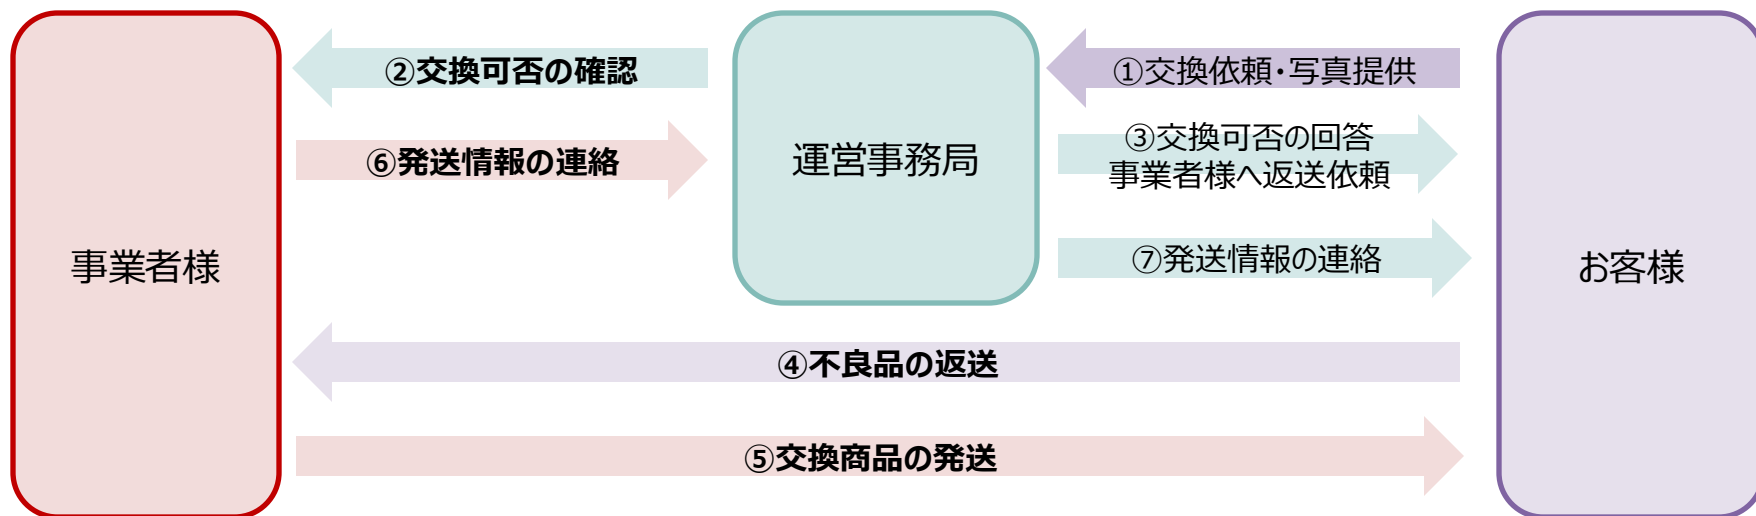 ②交換可否の確認
①交換依頼・写真提供
⑥発送情報の連絡
運営事務局
③交換可否の回答
事業者様へ返送依頼
⑦発送情報の連絡
事業者様
お客様
④不良品の返送
⑤交換商品の発送